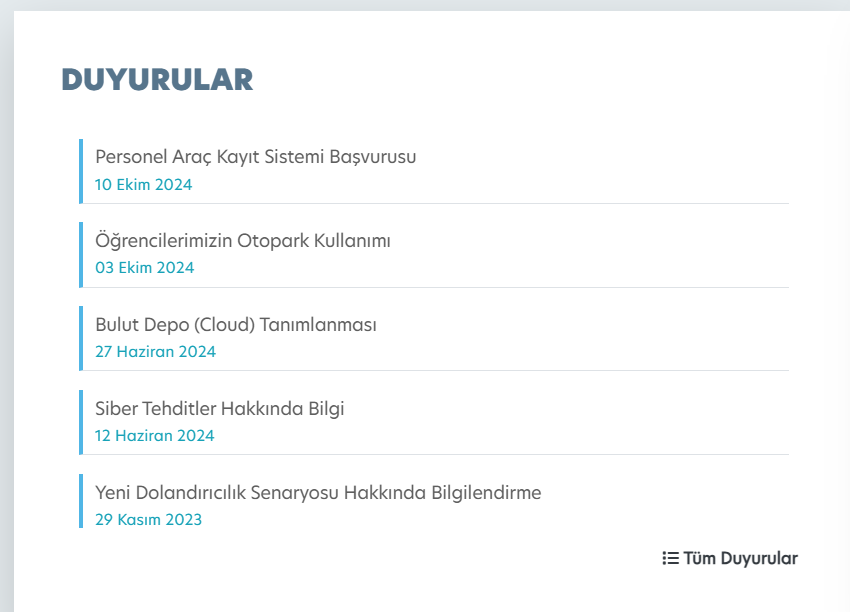 DUYURULAR
Personel Araç Kayıt Sistemi Başvurusu
10 Ekim 2024
Öğrencilerimizin Otopark Kullanımı
03 Ekim 2024
Bulut Depo (Cloud) Tanımlanması
27 Haziran 2024
Siber Tehditler Hakkında Bilgi
12 Haziran 2024
Yeni Dolandırıcılık Senaryosu Hakkında Bilgilendirme
29 Kasım 2023
Tüm Duyurular